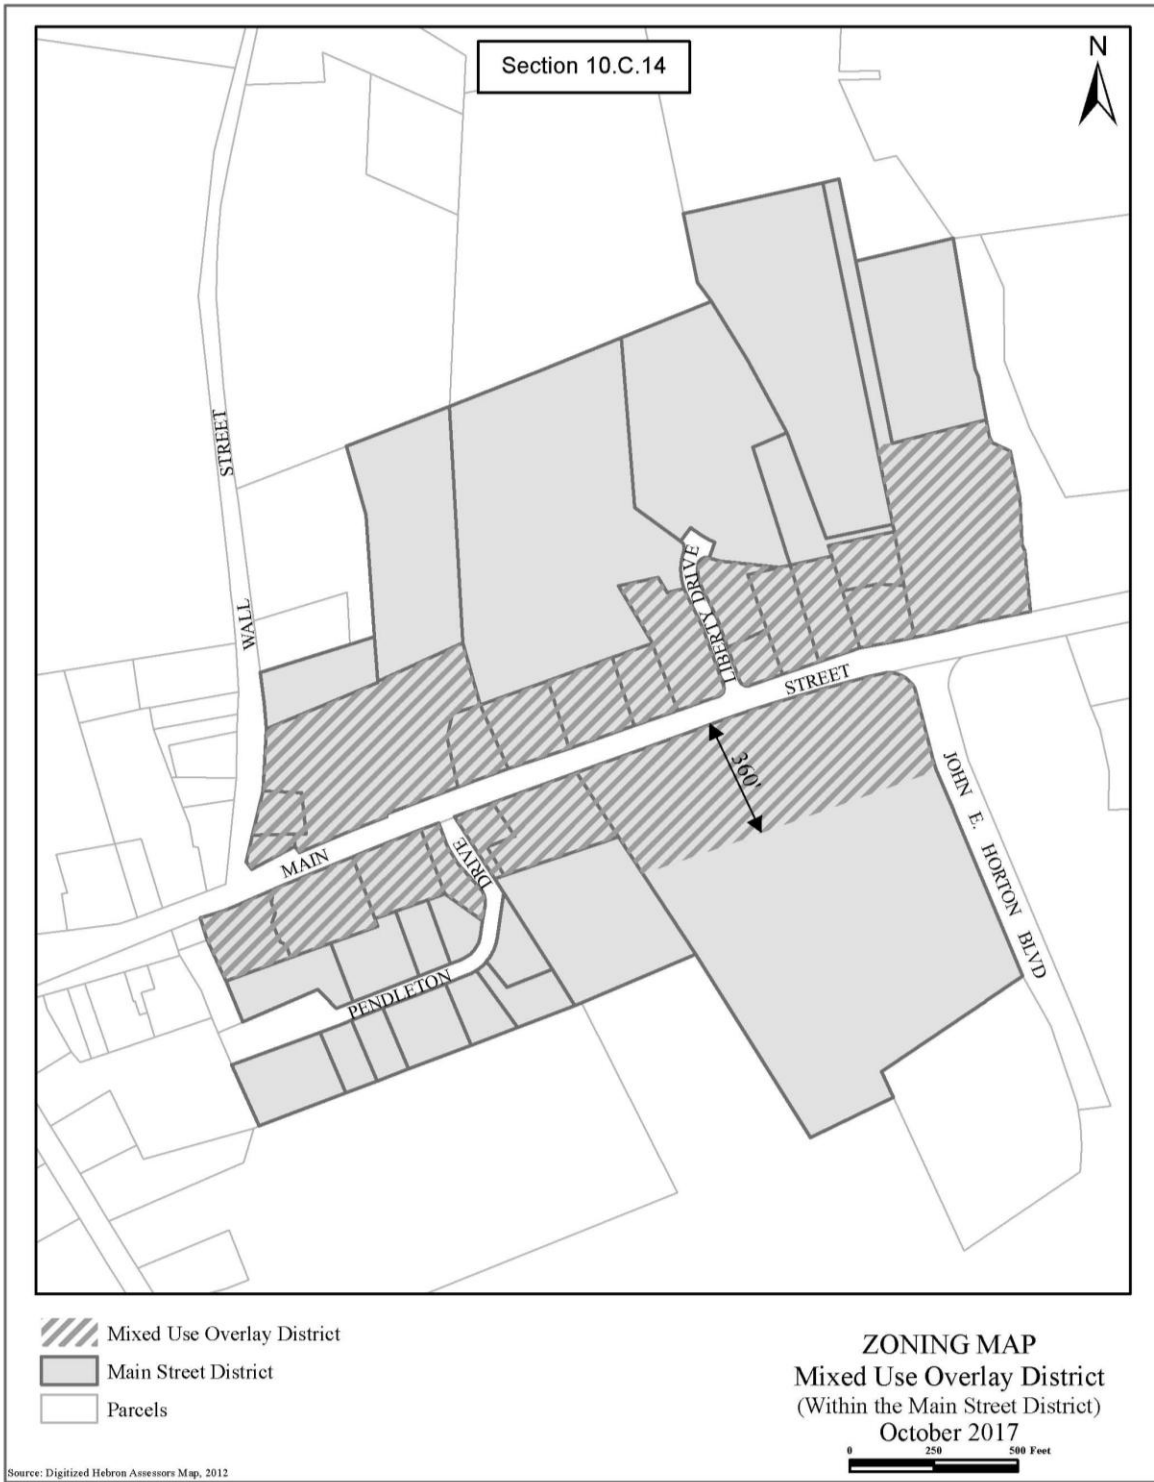 Section 10.C.14
N
STREET
WALL
LIBERTY DRIVE
STREET
360'
MAIN
DRIVE
JOHN E. HORTON BLVD
PENDLETON
Mixed Use Overlay District
Main Street District
Parcels
ZONING MAP
Mixed Use Overlay District
(Within the Main Street District)
October 2017
0 250 500 Feet
Source: Digitized Hebron Assessors Map, 2012